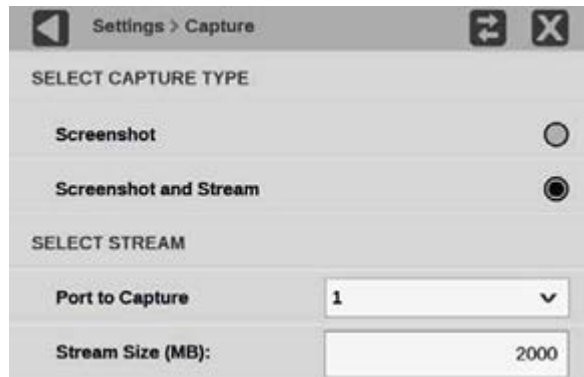 Settings > Capture
SELECT CAPTURE TYPE
Screenshot
Screenshot and Stream
SELECT STREAM
Port to Capture 1
Stream Size (MB): 2000